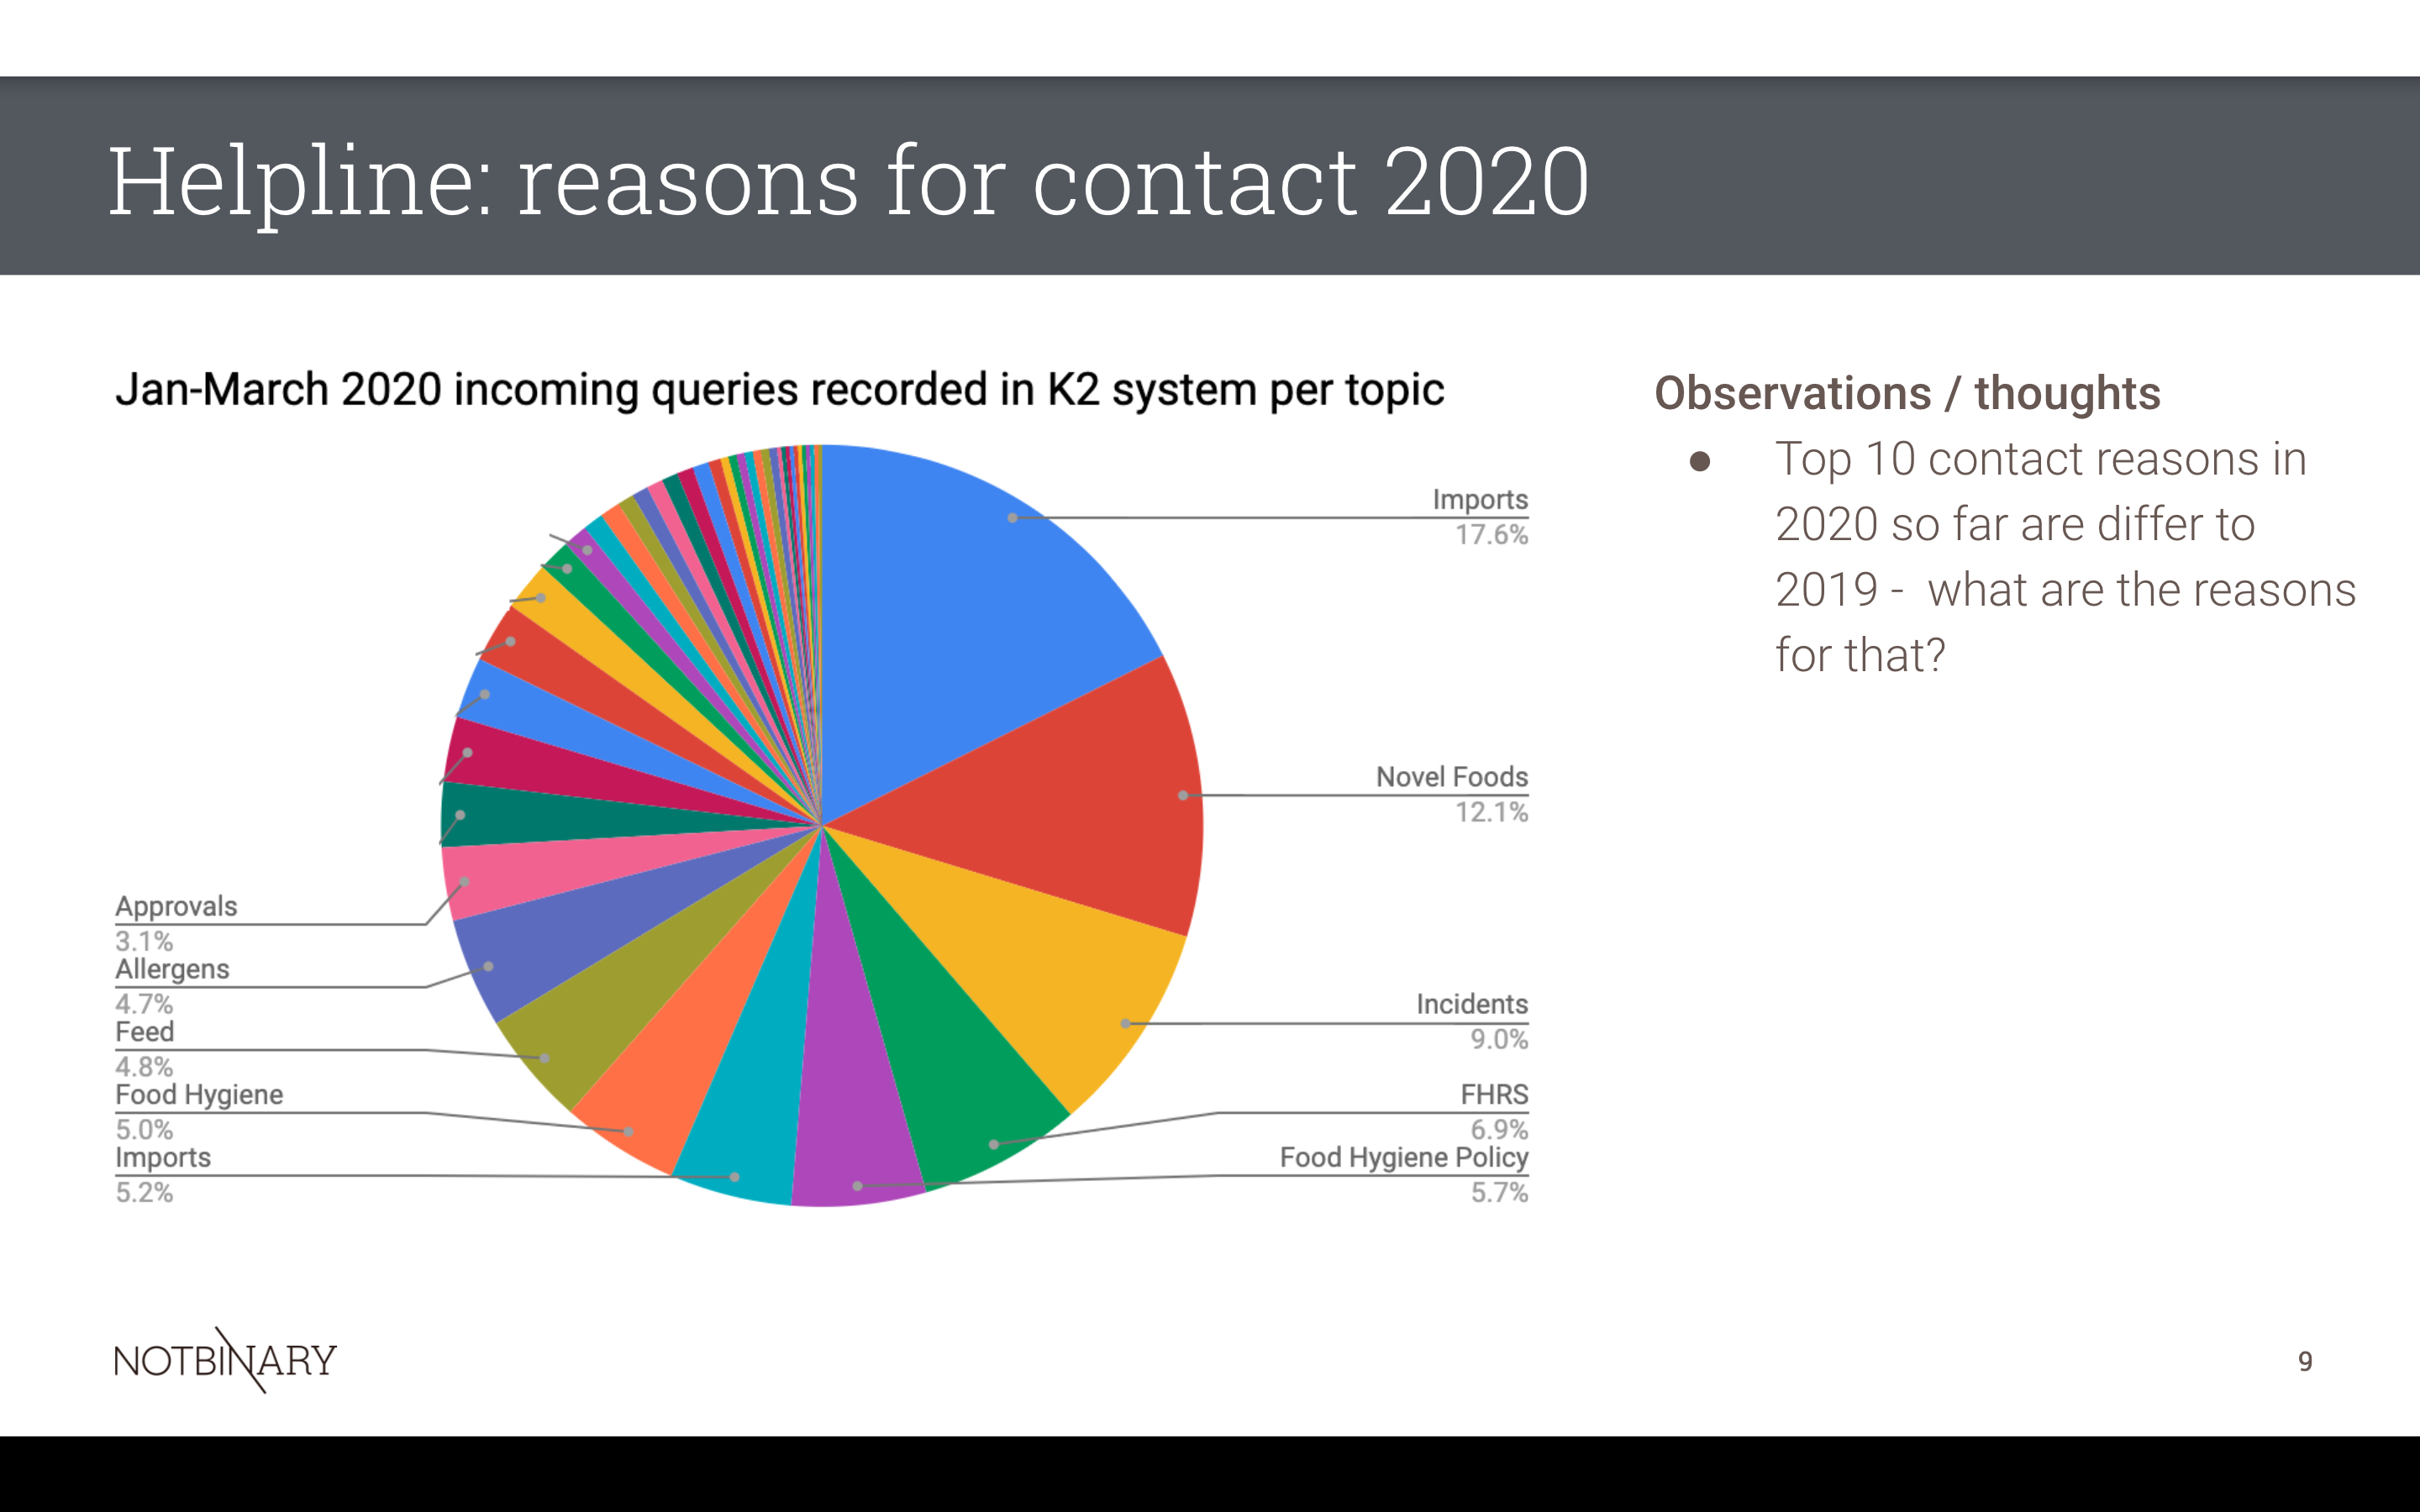 Helpline: reasons for contact 2020
Jan-March 2020 incoming queries recorded in K2 system per topic
Imports
17.6%
Novel Foods
12.1%
Incidents
9.0%
FHRS
6.9%
Food Hygiene Policy
5.7%
Approvals
3.1%
Allergens
4.7%
Feed
4.8%
Food Hygiene
5.0%
Imports
5.2%
Observations / thoughts
● Top 10 contact reasons in
2020 so far are differ to
2019 - what are the reasons
for that?
NOTBINARY
9